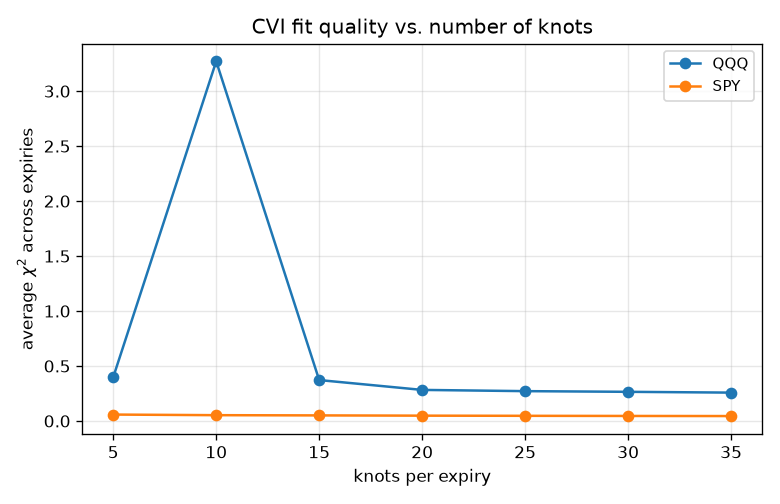 CVI fit quality vs. number of knots
QQQ
SPY
average χ² across expiries
3.0
2.5
2.0
1.5
1.0
0.5
0.0
5 10 15 20 25 30 35
knots per expiry